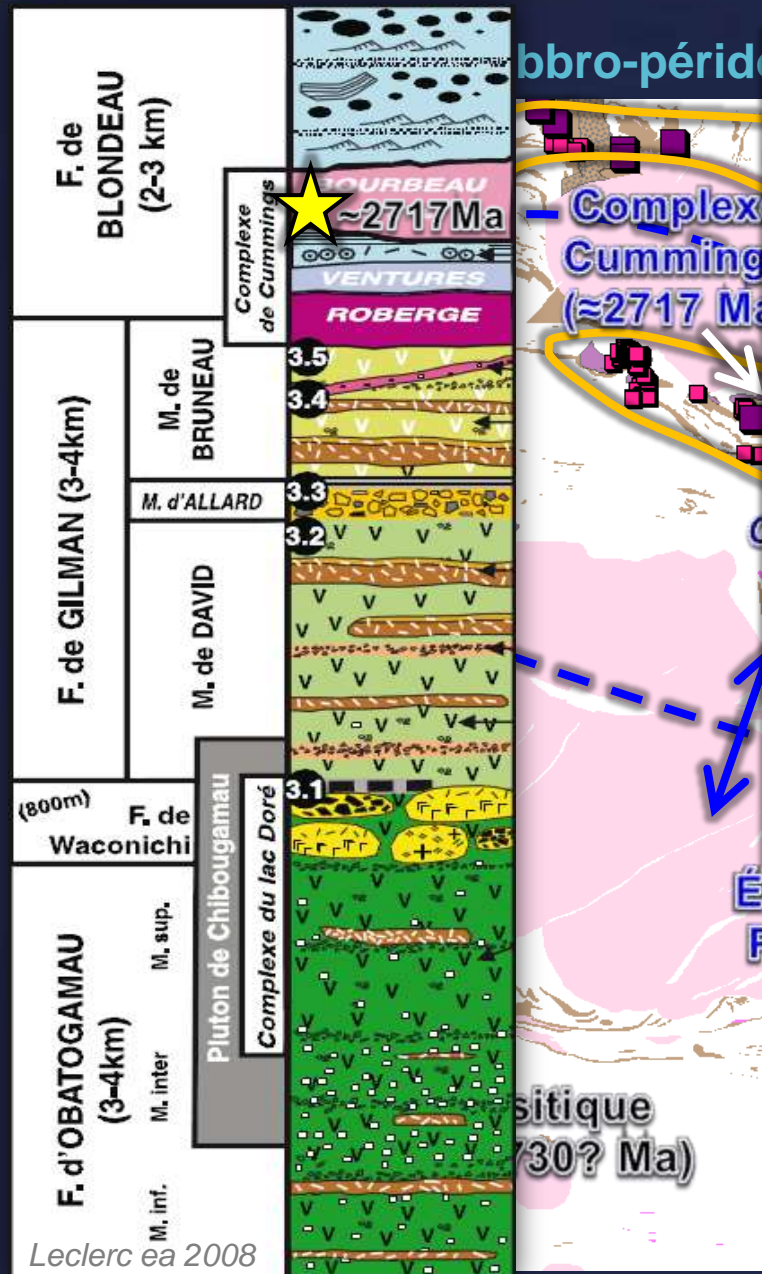 bbro-périd
F. de
BLONDEAU
(2-3 km)
Complexe
de Cummings
BOURBEAU
~2717Ma
VENTURES
ROBERGE
Complex
Cumming
(≈2717 Ma
F. de GILMAN (3-4km)
M. de
BRUNEAU
3.5
3.4
M. d'ALLARD
3.3
3.2
M. de DAVID
3.1
(800m)
F. de
Waconichi
Pluton de Chibougamau
Complexe du lac Doré
F. d'OBATOGAMAU
(3-4km)
M. sup.
M. inter
M. inf.
sitique
730? Ma)
Leclerc ea 2008